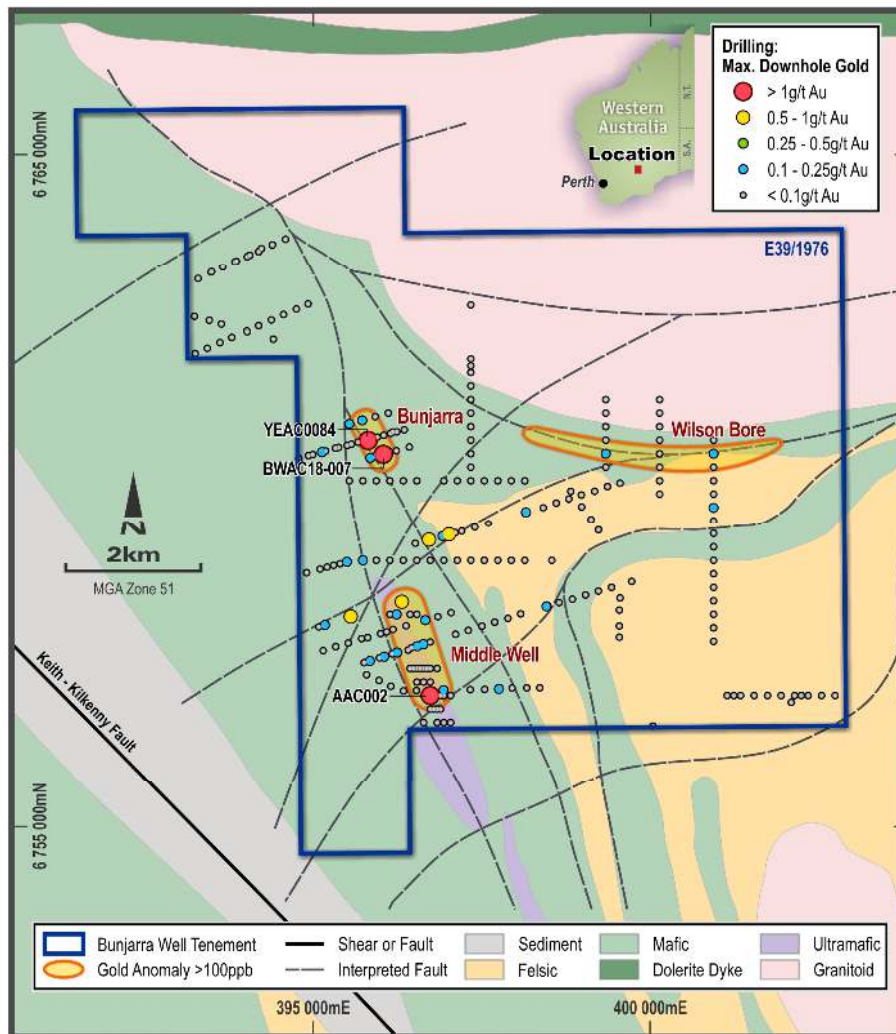 Drilling:
Max. Downhole Gold
> 1g/t Au
0.5 - 1g/t Au
0.25 - 0.5g/t Au
0.1 - 0.25g/t Au
< 0.1g/t Au
Western
Australia
N.T.
S.A.
Location
Perth
6 765 000mN
E39/1976
Bunjarra
YEAC0084
BWAC18-007
Wilson Bore
N
2km
MGA Zone 51
Middle Well
AAC002
Keith - Kilkenny Fault
6 755 000mN
Bunjarra Well Tenement
Shear or Fault
Sediment
Mafic
Ultramafic
Gold Anomaly >100ppb
Interpreted Fault
Felsic
Dolerite Dyke
Granitoid
395 000mE
400 000mE